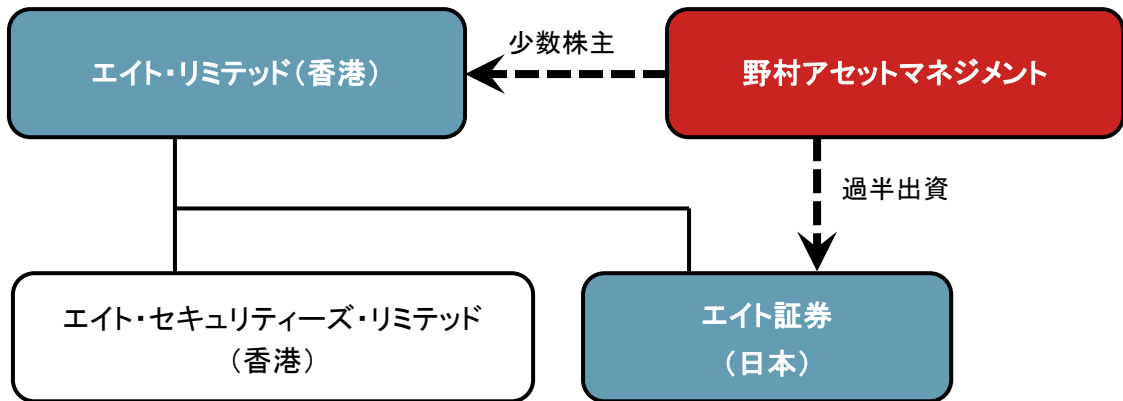 エイト・リミテッド（香港）
少数株主
野村アセットマネジメント
過半出資
エイト・セキュリティーズ・リミテッド
（香港）
エイト証券
（日本）